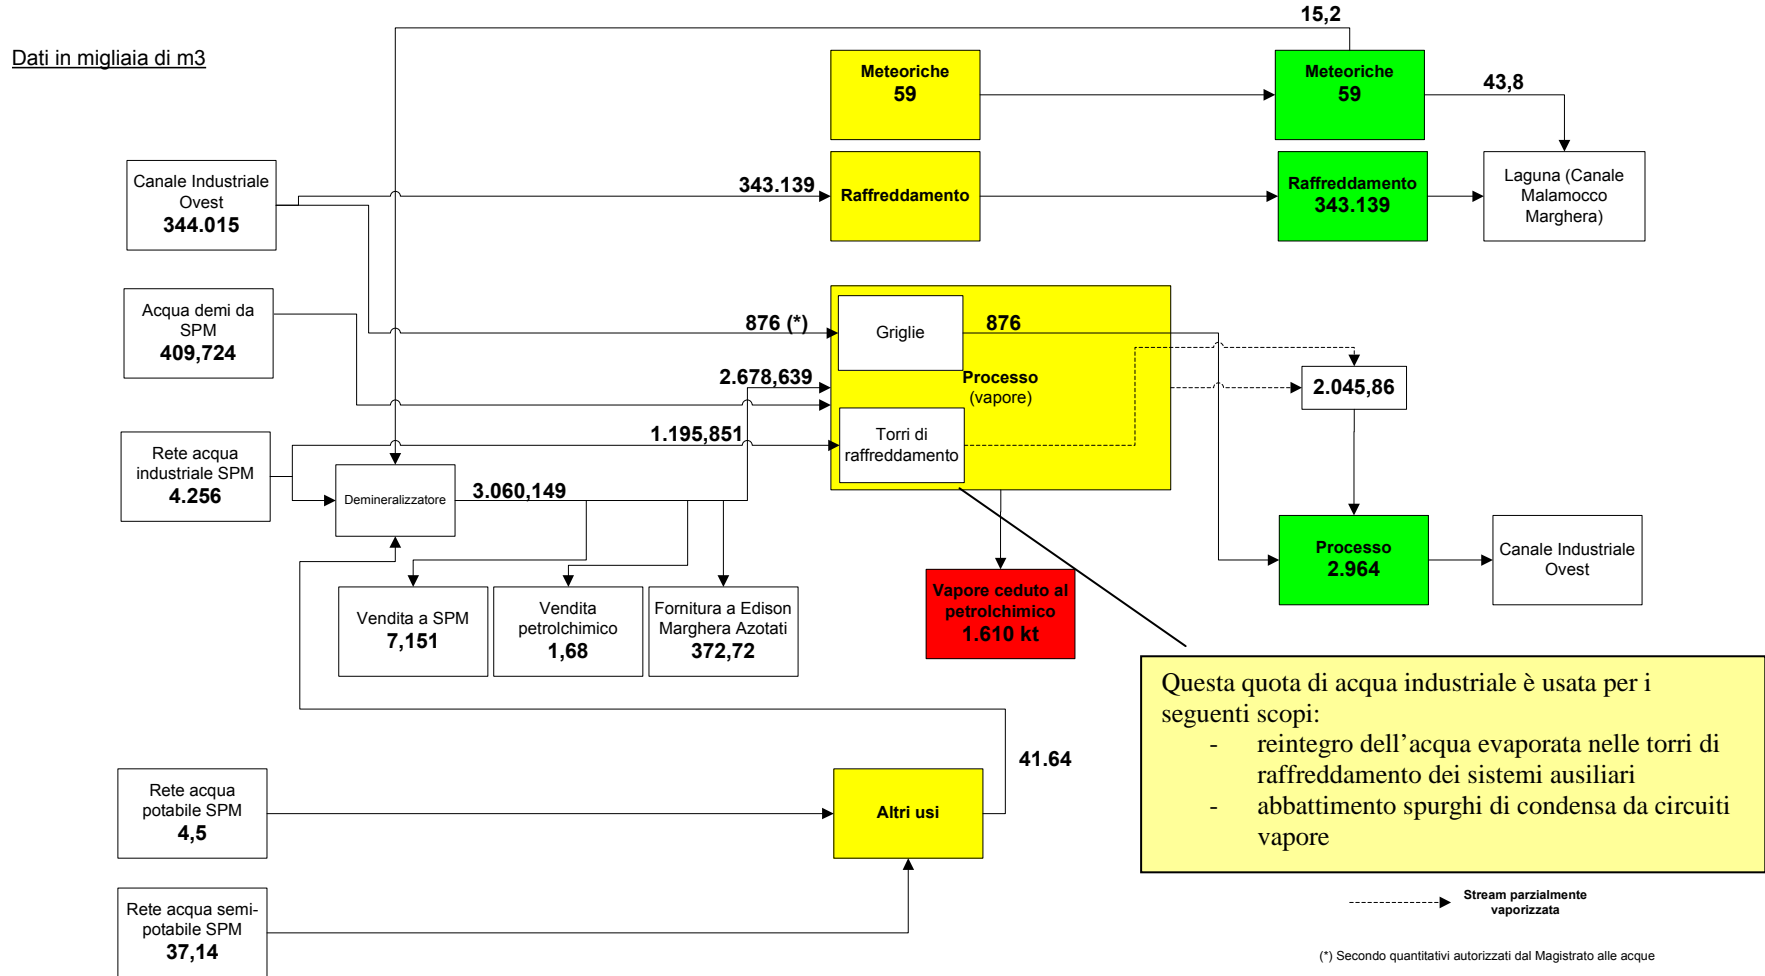 15,2
Dati in migliaia di m3
Meteoriche
59
Meteoriche
59
43,8
Canale Industriale
Ovest
344.015
343.139
Raffreddamento
Raffreddamento
343.139
Laguna (Canale
Malamocco
Marghera)
Acqua demi da
SPM
409,724
876 (*)
Griglie
876
2.678,639
Processo
(vapore)
2.045,86
Rete acqua
industriale SPM
4.256
1.195,851
Torri di
raffreddamento
Demineralizzatore
3.060,149
Processo
2.964
Canale Industriale
Ovest
Vendita a SPM
7,151
Vendita
petrolchimico
1,68
Fornitura a Edison
Marghera Azotati
372,72
Vapore ceduto al
petrolchimico
1.610 kt
Questa quota di acqua industriale è usata per i
seguenti scopi:
- reintegro dell'acqua evaporata nelle torri di
raffreddamento dei sistemi ausiliari
- abbattimento spurghi di condensa da circuiti
vapore
41.64
Rete acqua
potabile SPM
4,5
Altri usi
Rete acqua semi-
potabile SPM
37,14
Stream parzialmente
vaporizzata
(*) Secondo quantitativi autorizzati dal Magistrato alle acque